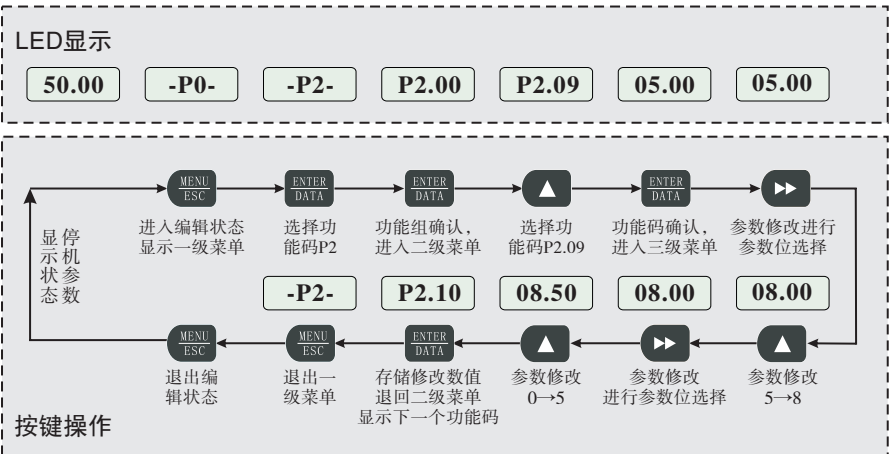 LED显示
50.00 -P0- -P2- P2.00 P2.09 05.00 05.00
MENU ENTER ENTER ENTER
ESC DATA DATA DATA
进入编辑状态 选择功 功能组确认， 选择功 功能码确认， 参数修改进行
显示一级菜单 能码P2 进入二级菜单 能码P2.09 进入三级菜单 参数位选择
停机参数
显示状态
-P2- P2.10 08.50 08.00 08.00
MENU MENU ENTER
ESC ESC DATA
退出编 退出一 存储修改数值 参数修改 参数修改 参数修改
辑状态 级菜单 退回二级菜单 0→5 进行参数位选择 5→8
显示下一个功能码
按键操作